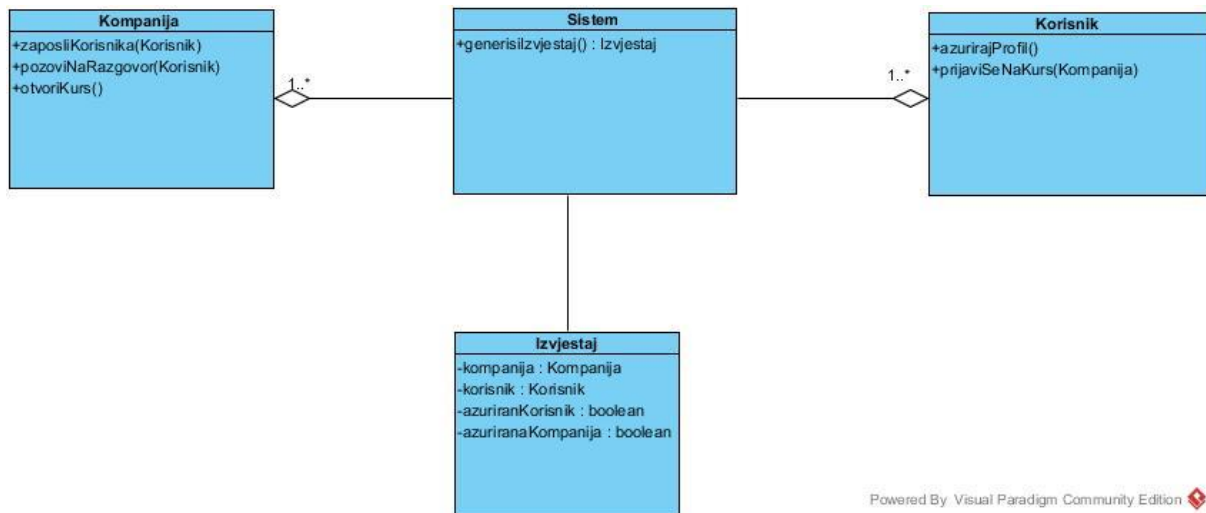 Kompanija
+zaposliKorisnika(Korisnik)
+pozoviNaRazgovor(Korisnik)
+otvoriKurs()
1..*
Sistem
+generisiIzvjestaj() : Izvjestaj
1..*
Korisnik
+azurirajProfil()
+prijaviSeNaKurs(Kompanija)
Izvjestaj
-kompanija : Kompanija
-korisnik : Korisnik
-azuriranKorisnik : boolean
-azuriranaKompanija : boolean
Powered By Visual Paradigm Community Edition